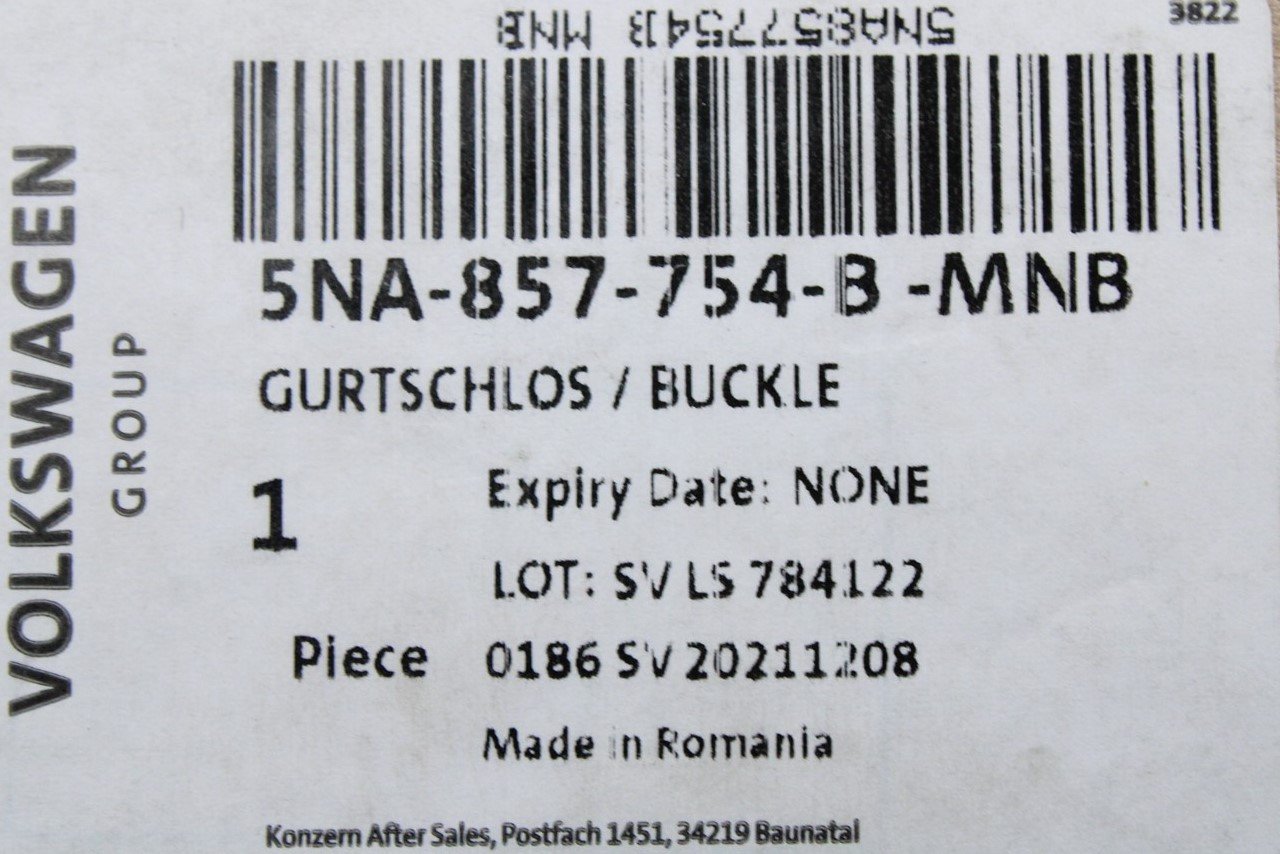 3822
5NA857754B MNB
5NA-857-754-B -MNB
GURTSCHLOS / BUCKLE
1
Expiry Date: NONE
LOT: SV LS 784122
Piece
0186 SV 20211208
Made in Romania
Konzern After Sales, Postfach 1451, 34219 Baunatal
VOLKSWAGEN
GROUP